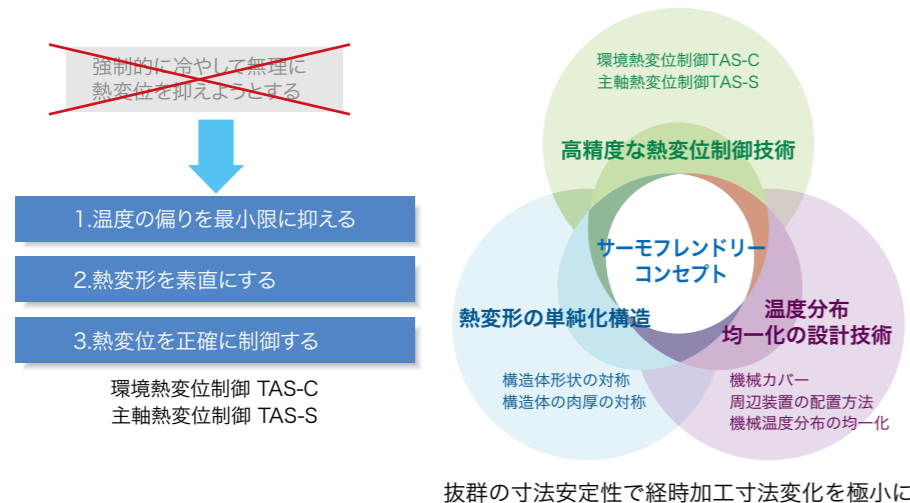 強制的に冷やして無理に
熱変位を抑えようとする
1.温度の偏りを最小限に抑える
2.熱変形を素直にする
3.熱変位を正確に制御する
環境熱変位制御 TAS-C
主軸熱変位制御 TAS-S
環境熱変位制御TAS-C
主軸熱変位制御TAS-S
高精度な熱変位制御技術
サーモフレンドリー
コンセプト
熱変形の単純化構造
構造体形状の対称
構造体の肉厚の対称
温度分布
均一化の設計技術
機械カバー
周辺装置の配置方法
機械温度分布の均一化
抜群の寸法安定性で経時加工寸法変化を極小に